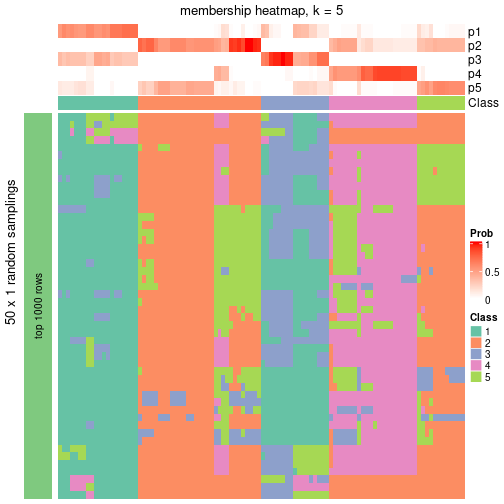 membership heatmap, k = 5
p1
p2
p3
p4
p5
Class
50 x 1 random samplings
top 1000 rows
Prob
1
0.5
0
Class
1
2
3
4
5